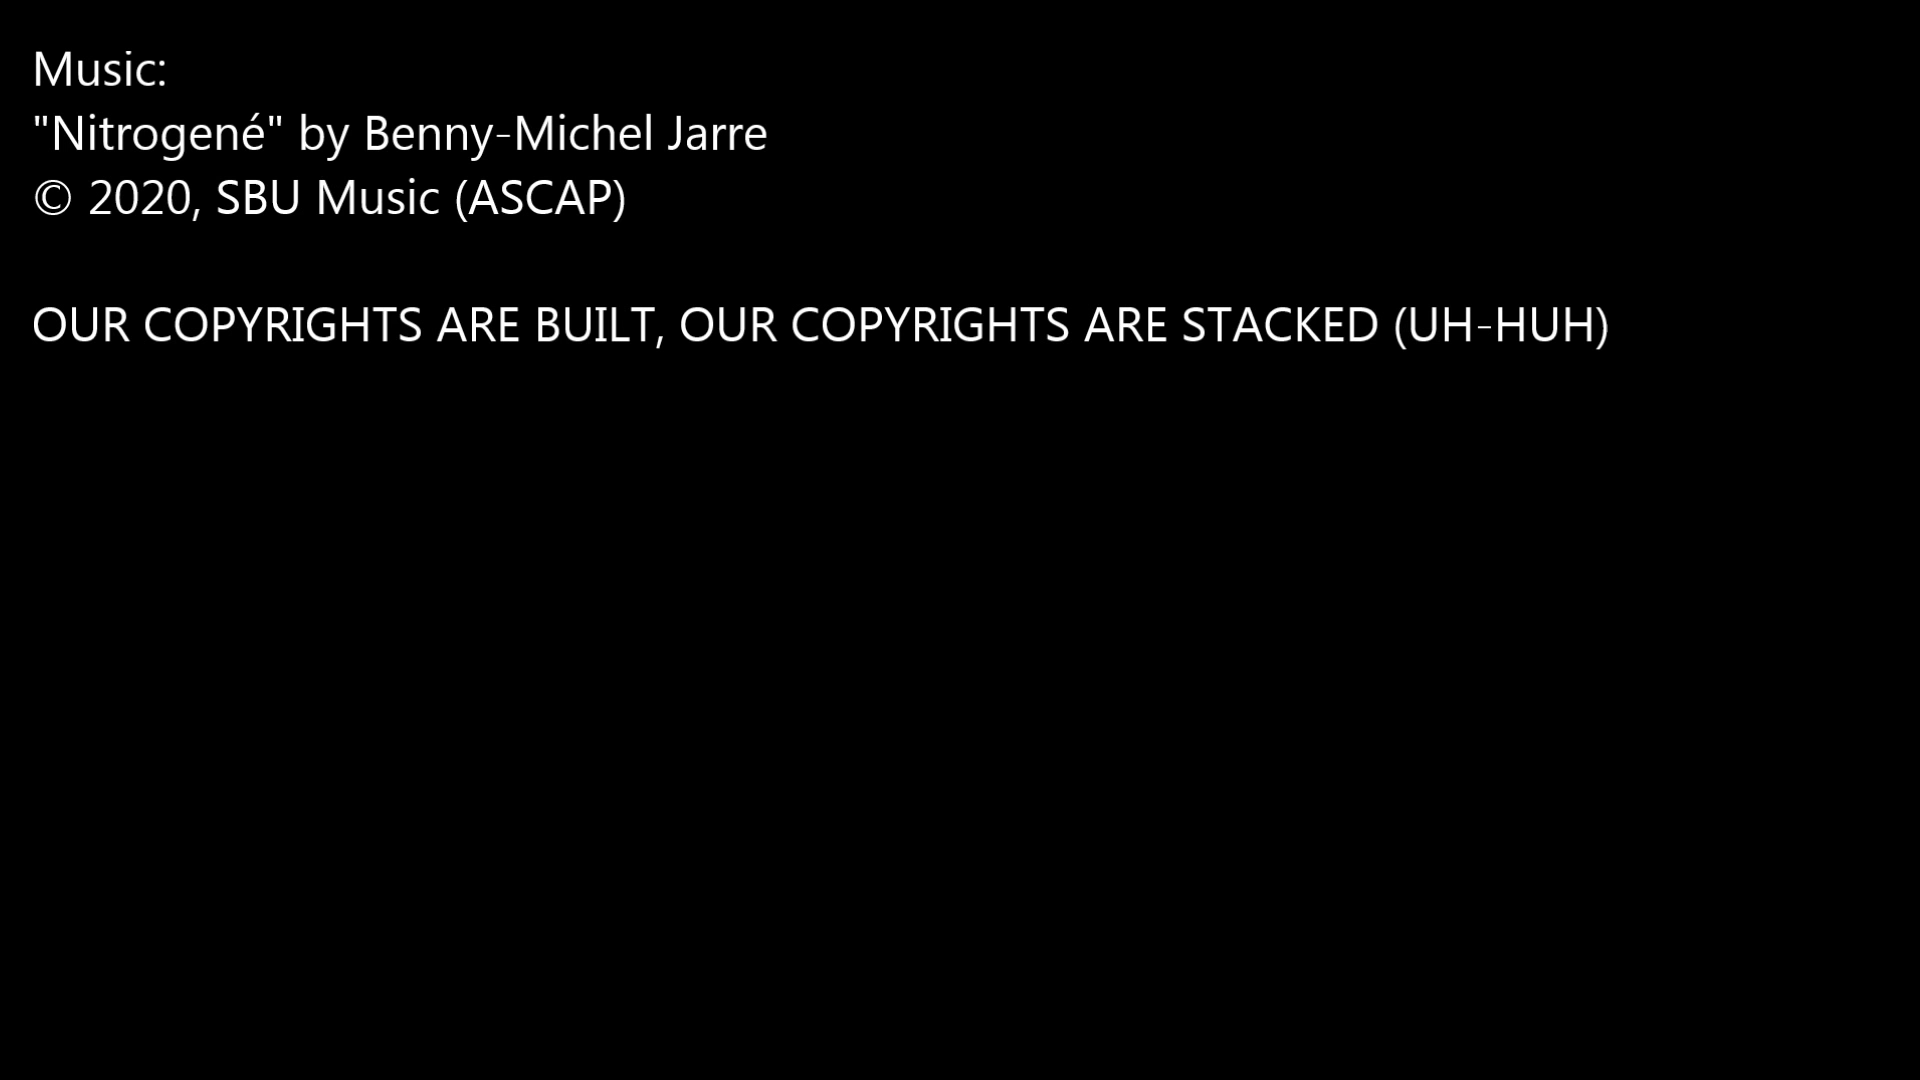 Music:
"Nitrogené" by Benny-Michel Jarre
© 2020, SBU Music (ASCAP)
OUR COPYRIGHTS ARE BUILT, OUR COPYRIGHTS ARE STACKED (UH-HUH)